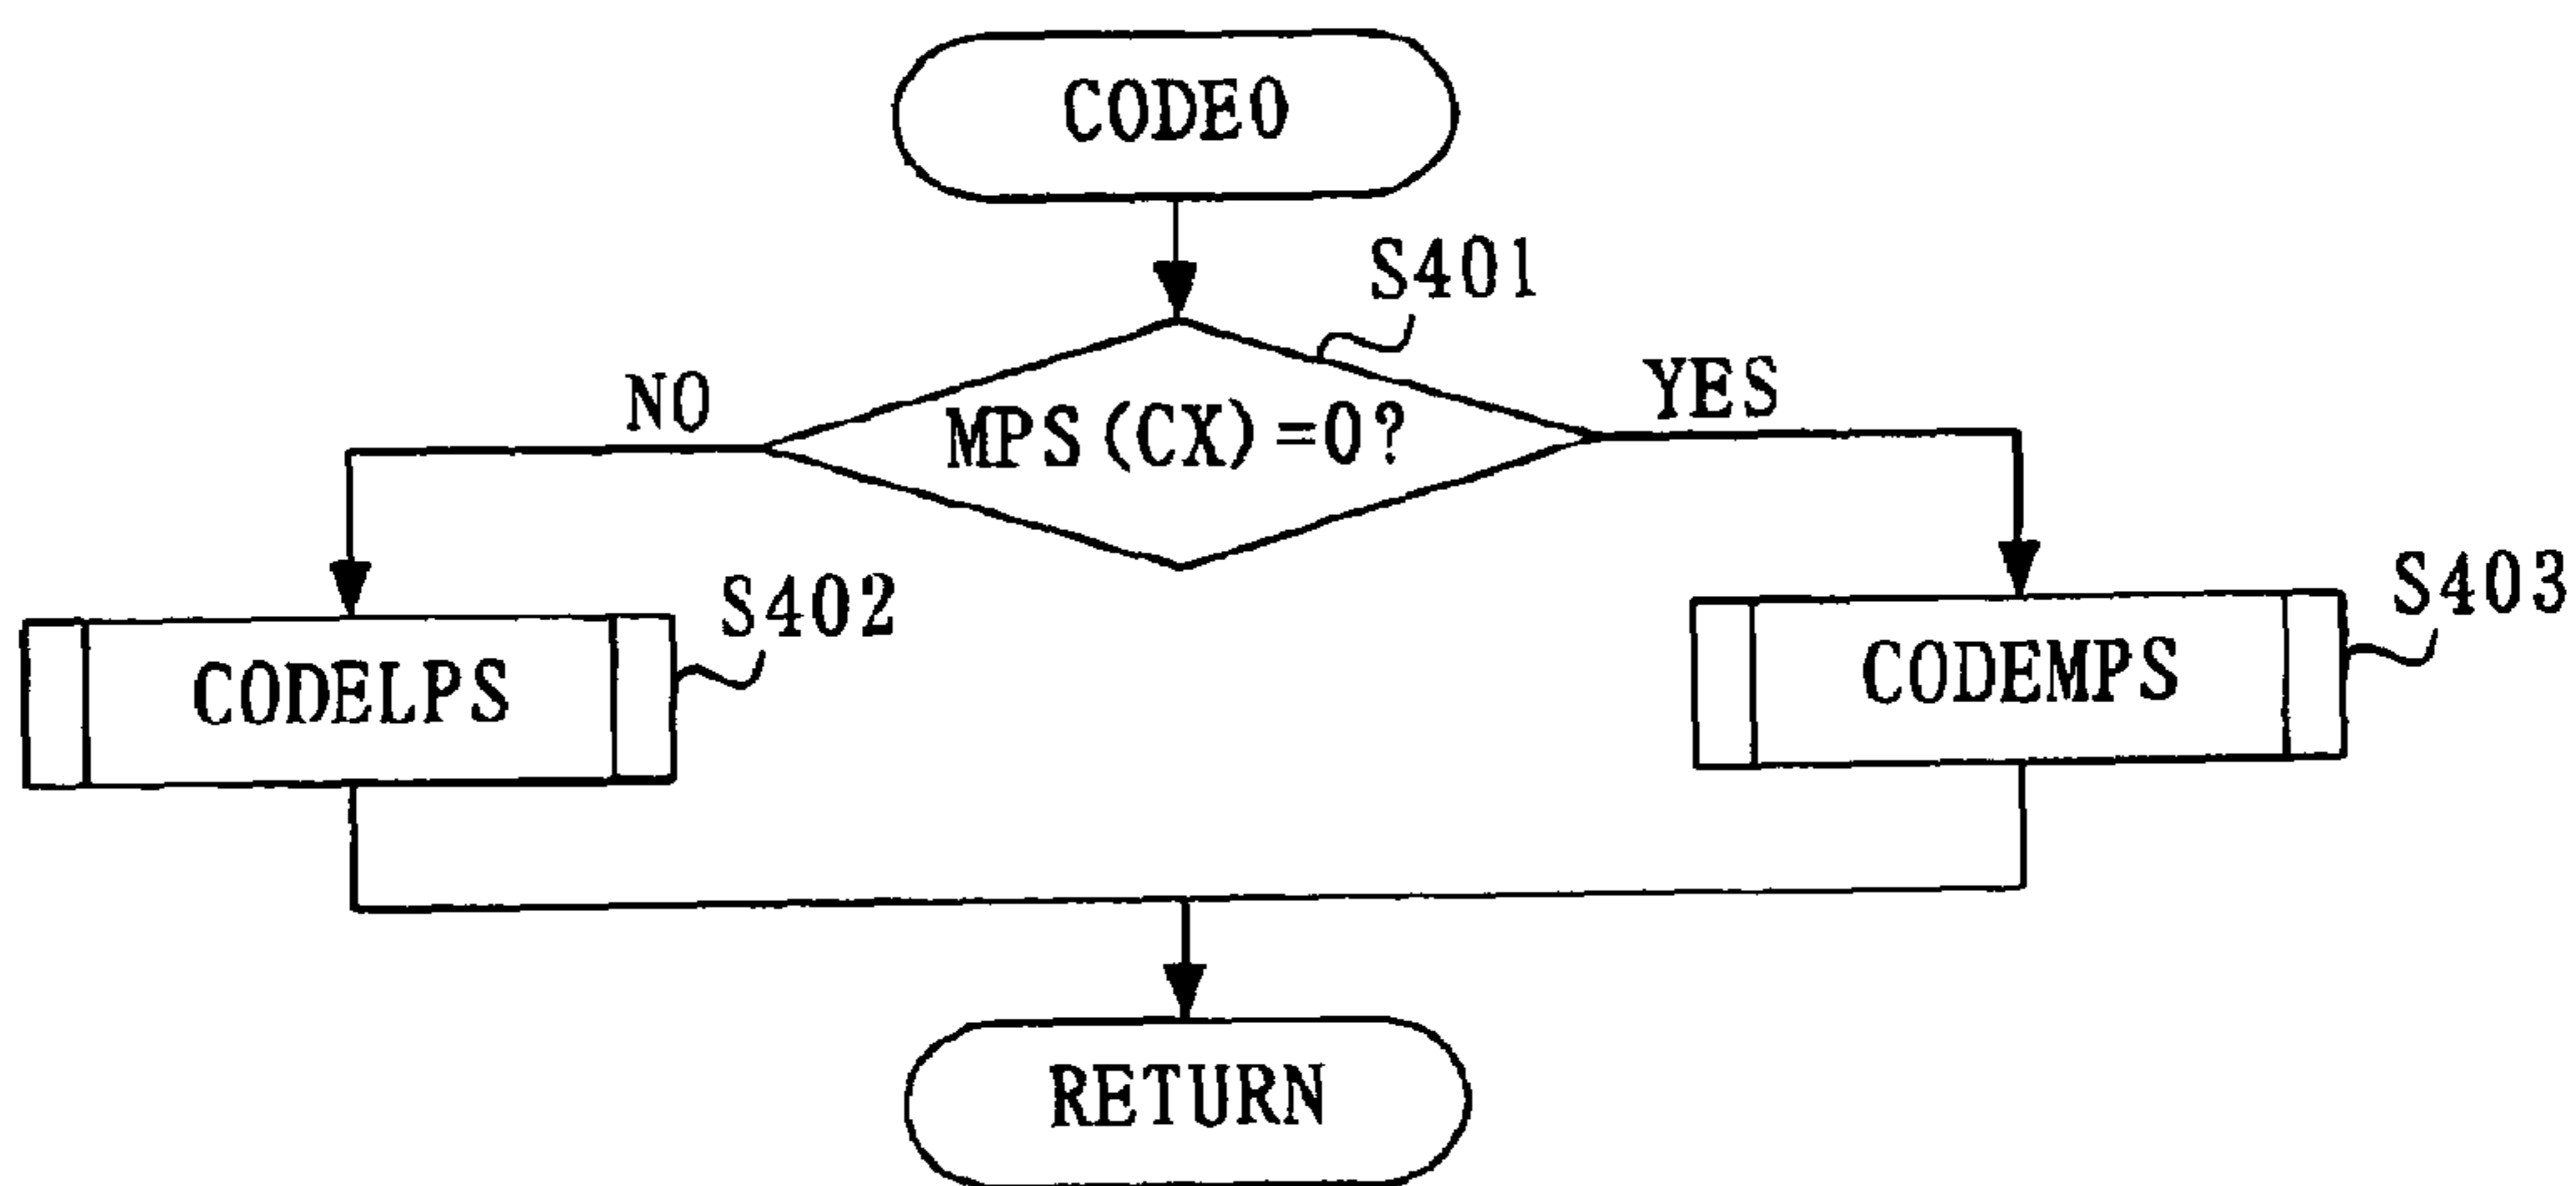 CODE0
S401
NO
MPS(CX)=0?
YES
S402
S403
CODELPS
CODEMPS
RETURN